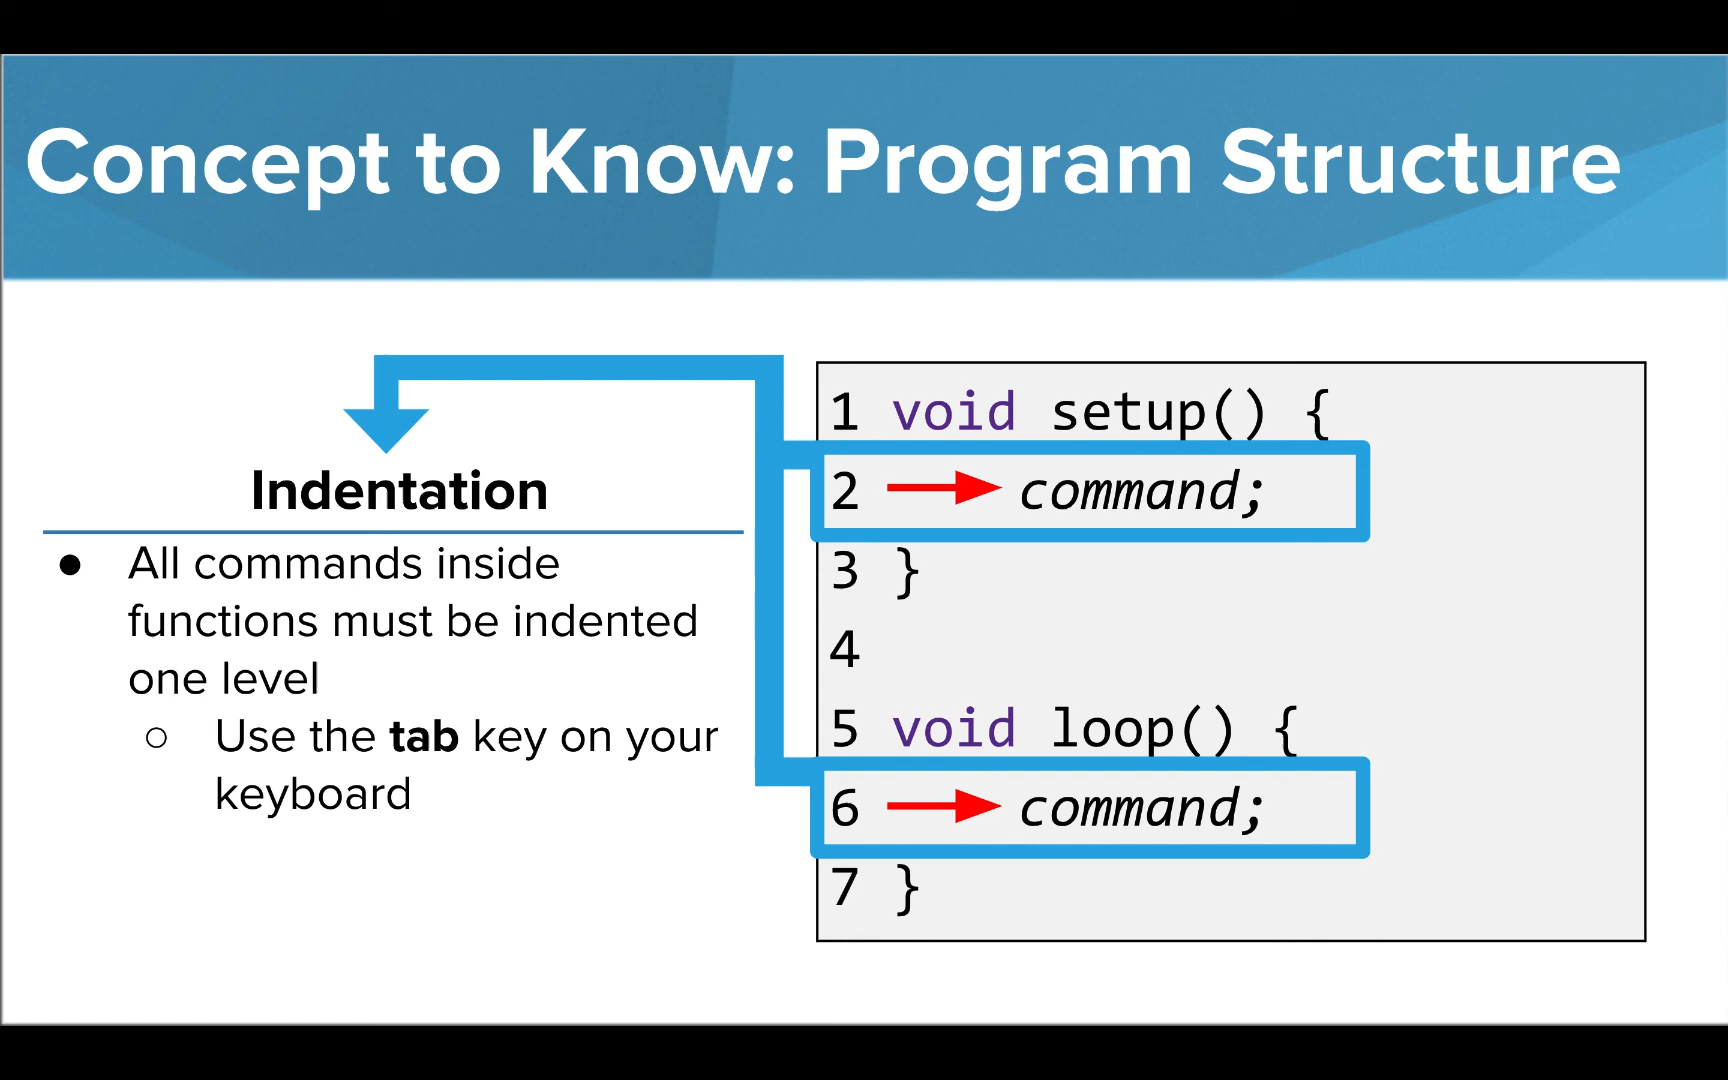 Concept to Know: Program Structure
Indentation
● All commands inside
functions must be indented
one level
○ Use the tab key on your
keyboard
1 void setup() {
2 command;
3 }
4
5 void loop() {
6 command;
7 }